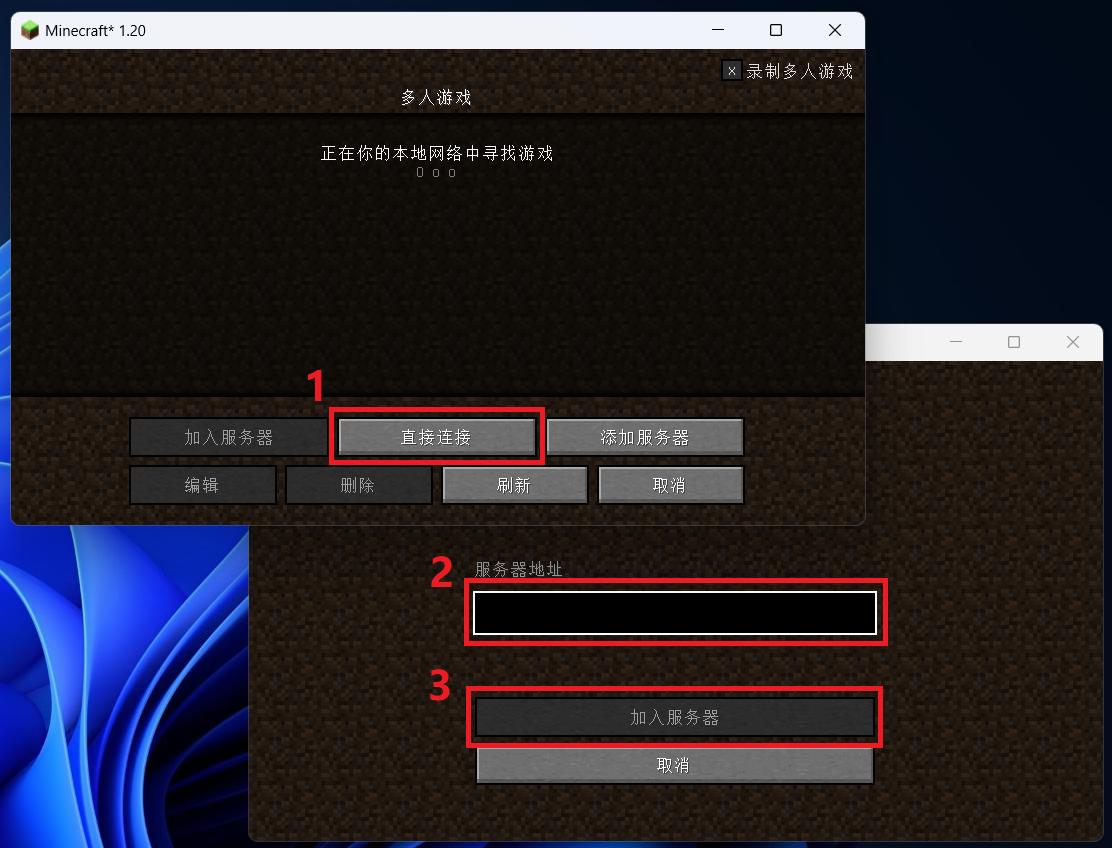 Minecraft* 1.20
x 录制多人游戏
多人游戏
正在你的本地网络中寻找游戏
O o o
1
加入服务器 直接连接 添加服务器
编辑 删除 刷新 取消
2
服务器地址
3
加入服务器
取消